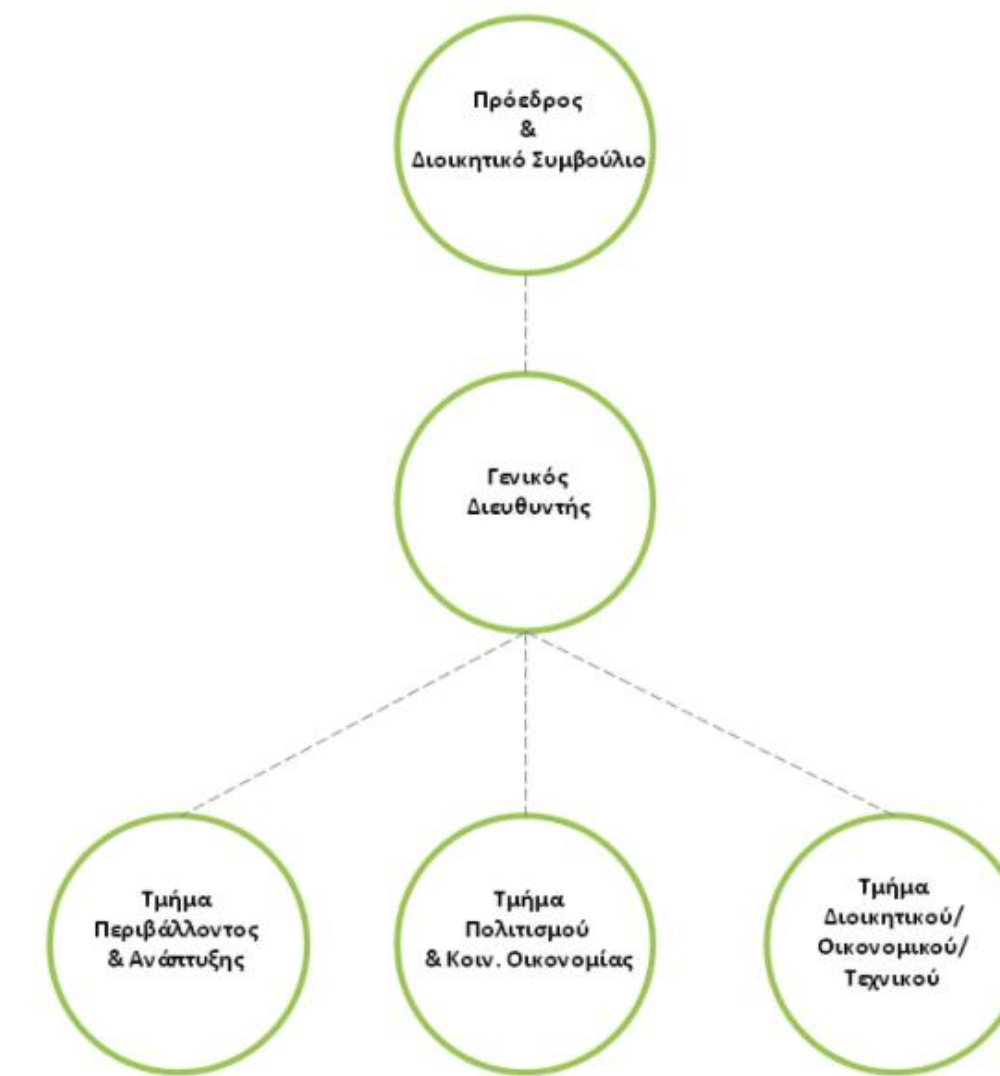 Πρόεδρος
&
Διοικητικό Συμβούλιο
Γενικός
Διευθυντής
Τμήμα
Περιβάλλοντος
& Ανάπτυξης
Τμήμα
Πολιτισμού
& Κοιν. Οικονομίας
Τμήμα
Διοικητικού/
Οικονομικού/
Τεχνικού